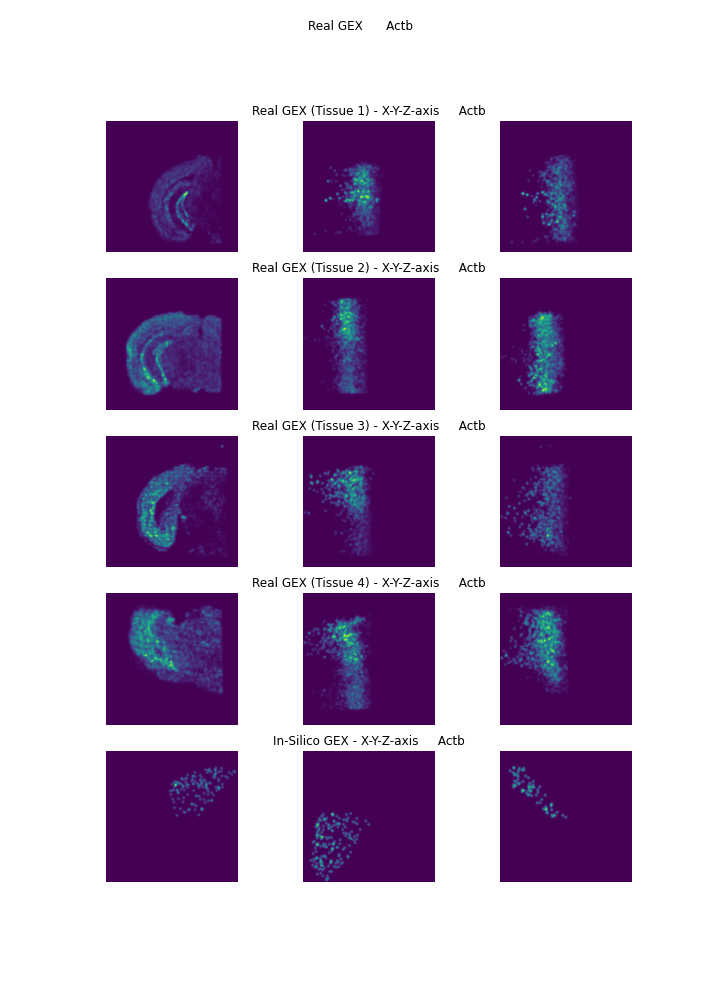 Real GEX Actb
Real GEX (Tissue 1) - X-Y-Z-axis Actb
Real GEX (Tissue 2) - X-Y-Z-axis Actb
Real GEX (Tissue 3) - X-Y-Z-axis Actb
Real GEX (Tissue 4) - X-Y-Z-axis Actb
In-Silico GEX - X-Y-Z-axis Actb